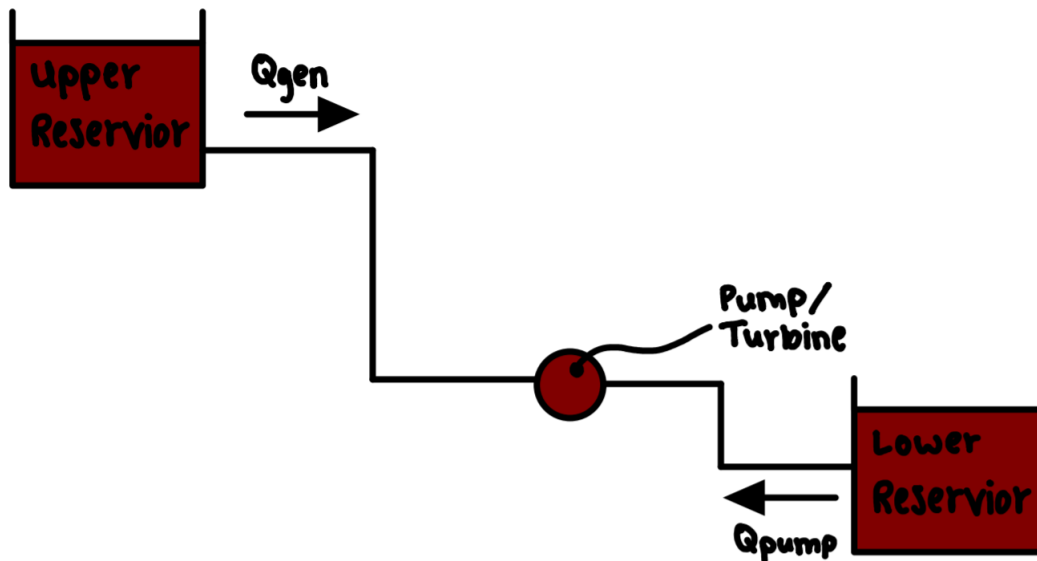 Upper
Reservior
Qgen
Pump/
Turbine
Lower
Reservior
Qpump